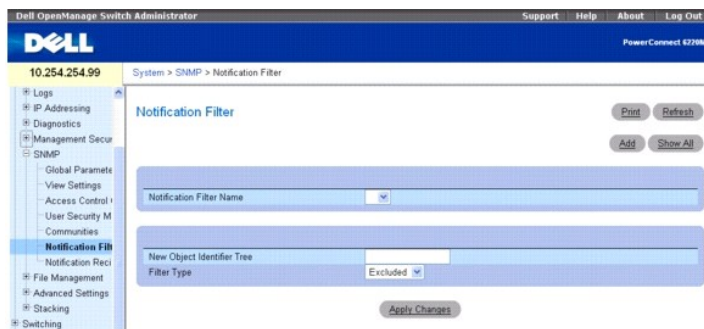 Dell OpenManage Switch Administrator Support Help About Log Out
DELL
PowerConnect 6220M
10.254.254.99 System > SNMP > Notification Filter
Logs
IP Addressing
Diagnostics
Management Secur
SNMP
Global Paramete
View Settings
Access Control
User Security M
Communities
Notification Filt
Notification Reci
File Management
Advanced Settings
Stacking
Switching
Notification Filter
Print Refresh
Add Show All
Notification Filter Name
New Object Identifier Tree
Filter Type Excluded
Apply Changes